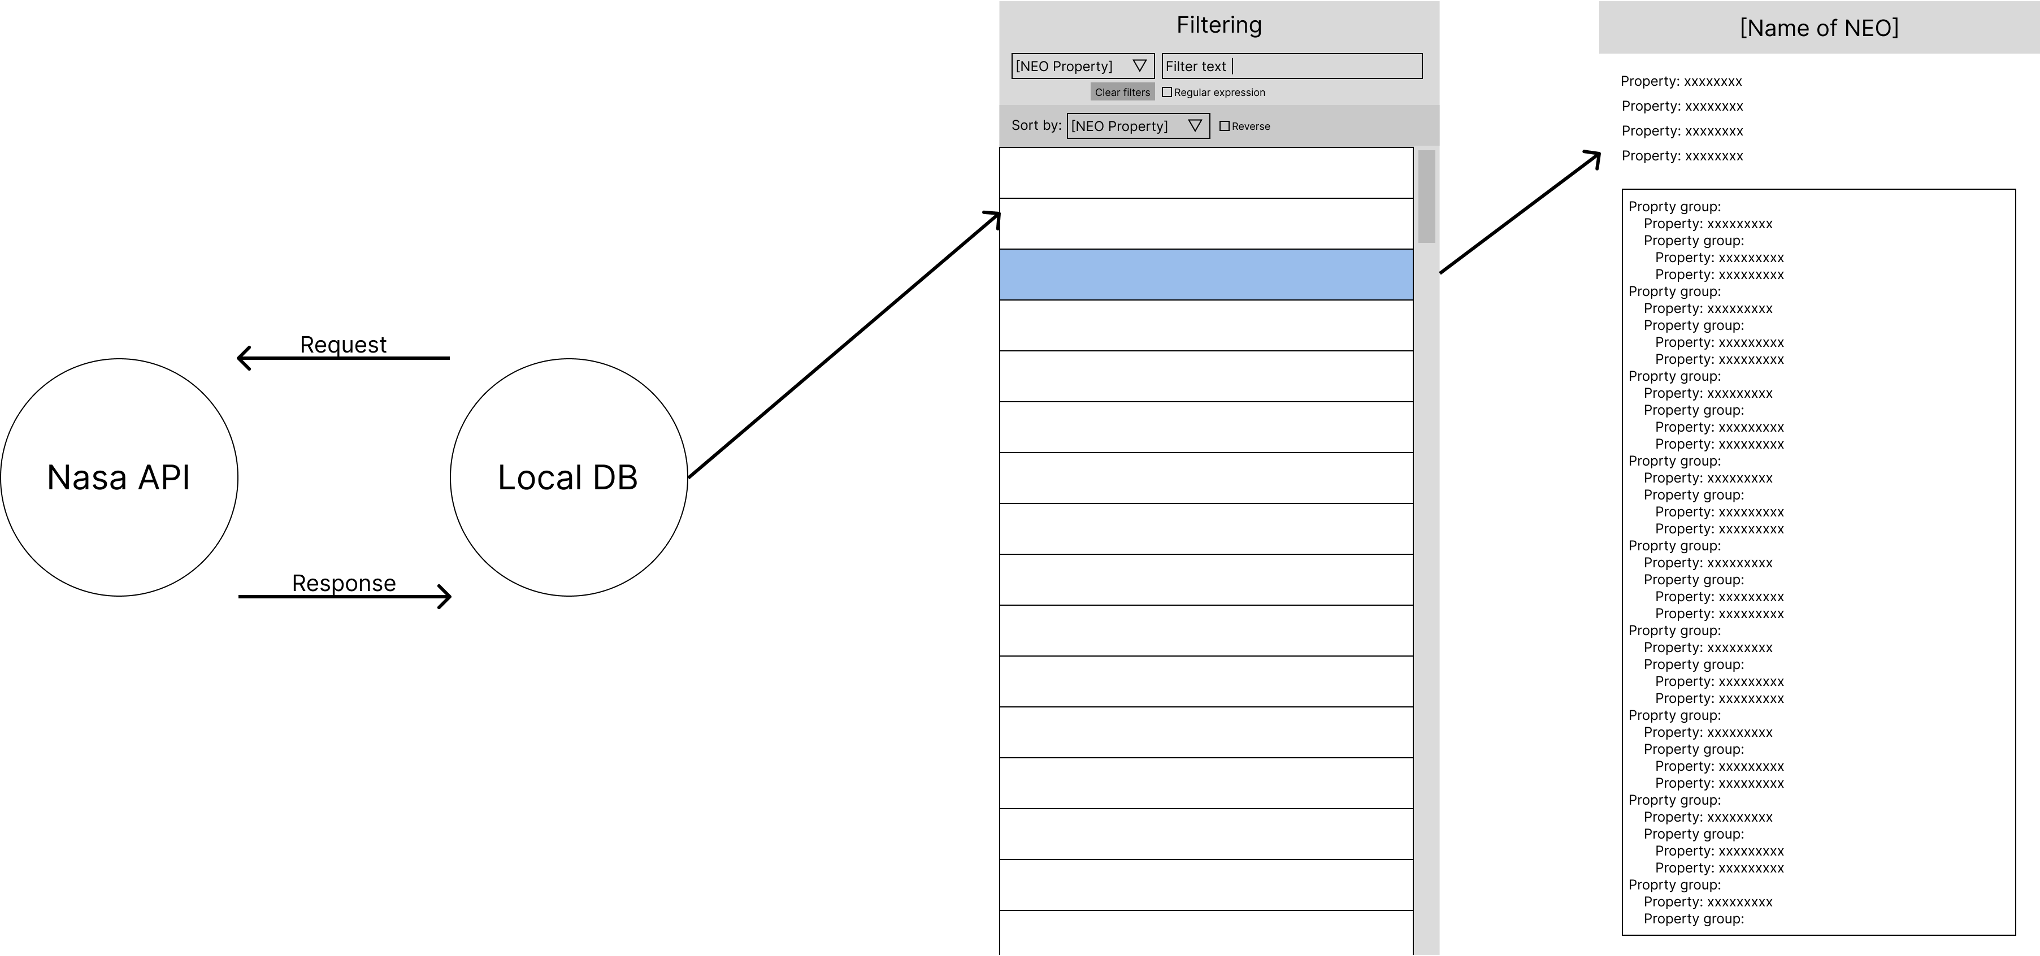 Nasa API
Request
Response
Local DB
Filtering
[NEO Property]
Filter text
Clear filters
Regular expression
Sort by:
[NEO Property]
Reverse
[Name of NEO]
Property: xxxxxxxx
Property: xxxxxxxx
Property: xxxxxxxx
Property: xxxxxxxx
Proprty group:
Property: xxxxxxxxx
Property group:
Property: xxxxxxxxx
Property: xxxxxxxxx
Proprty group:
Property: xxxxxxxxx
Property group:
Property: xxxxxxxxx
Property: xxxxxxxxx
Proprty group:
Property: xxxxxxxxx
Property group:
Property: xxxxxxxxx
Property: xxxxxxxxx
Proprty group:
Property: xxxxxxxxx
Property group:
Property: xxxxxxxxx
Property: xxxxxxxxx
Proprty group:
Property: xxxxxxxxx
Property group:
Property: xxxxxxxxx
Property: xxxxxxxxx
Proprty group:
Property: xxxxxxxxx
Property group:
Property: xxxxxxxxx
Property: xxxxxxxxx
Proprty group:
Property: xxxxxxxxx
Property group:
Property: xxxxxxxxx
Property: xxxxxxxxx
Proprty group:
Property: xxxxxxxxx
Property group:
Property: xxxxxxxxx
Property: xxxxxxxxx
Proprty group:
Property: xxxxxxxxx
Property group: